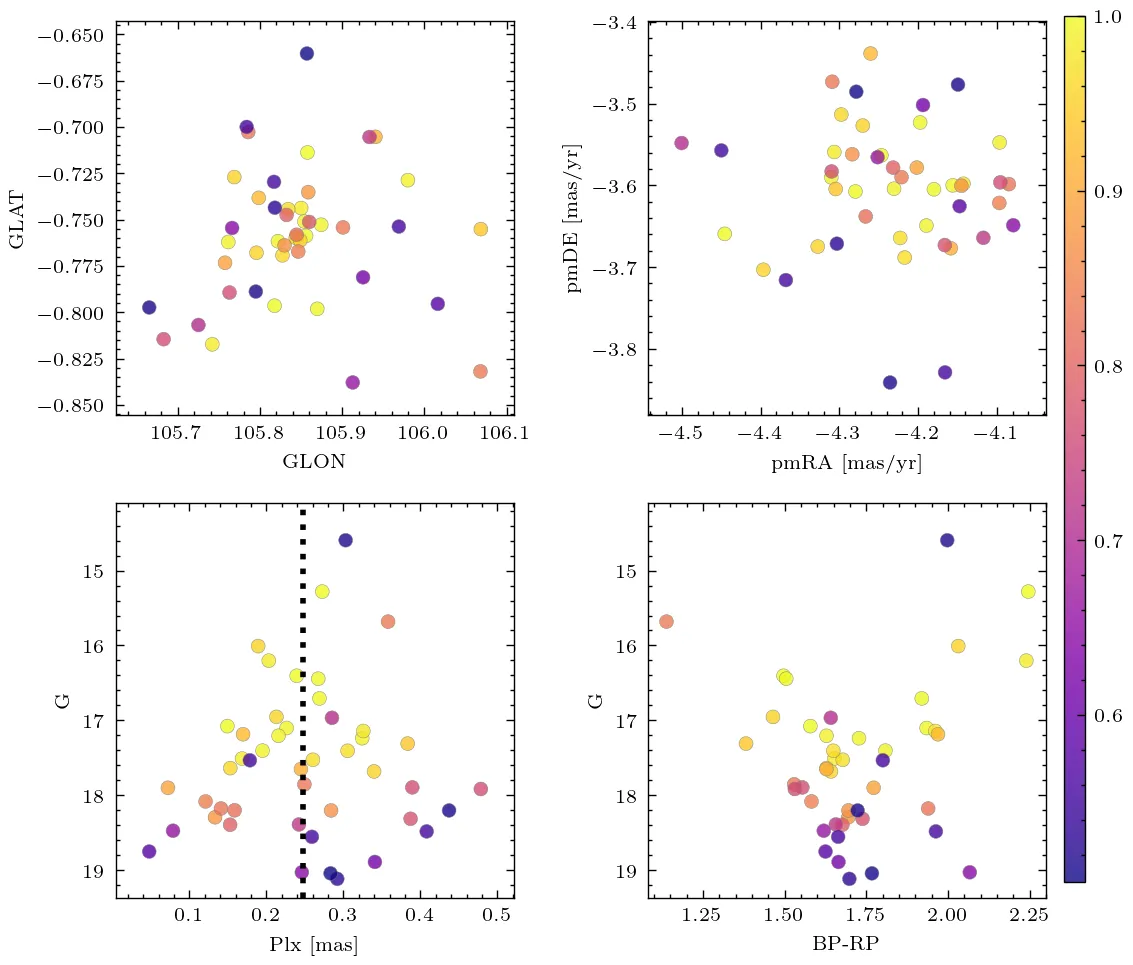 −0.650
−0.675
−0.700
−0.725
−0.750
−0.775
−0.800
−0.825
−0.850
GLAT
105.7 105.8 105.9 106.0 106.1
GLON
−3.4
−3.5
−3.6
−3.7
−3.8
pmDE [mas/yr]
−4.5 −4.4 −4.3 −4.2 −4.1
pmRA [mas/yr]
15
16
17
18
19
G
0.1 0.2 0.3 0.4 0.5
Plx [mas]
15
16
17
18
19
G
1.25 1.50 1.75 2.00 2.25
BP-RP
1.0
0.9
0.8
0.7
0.6